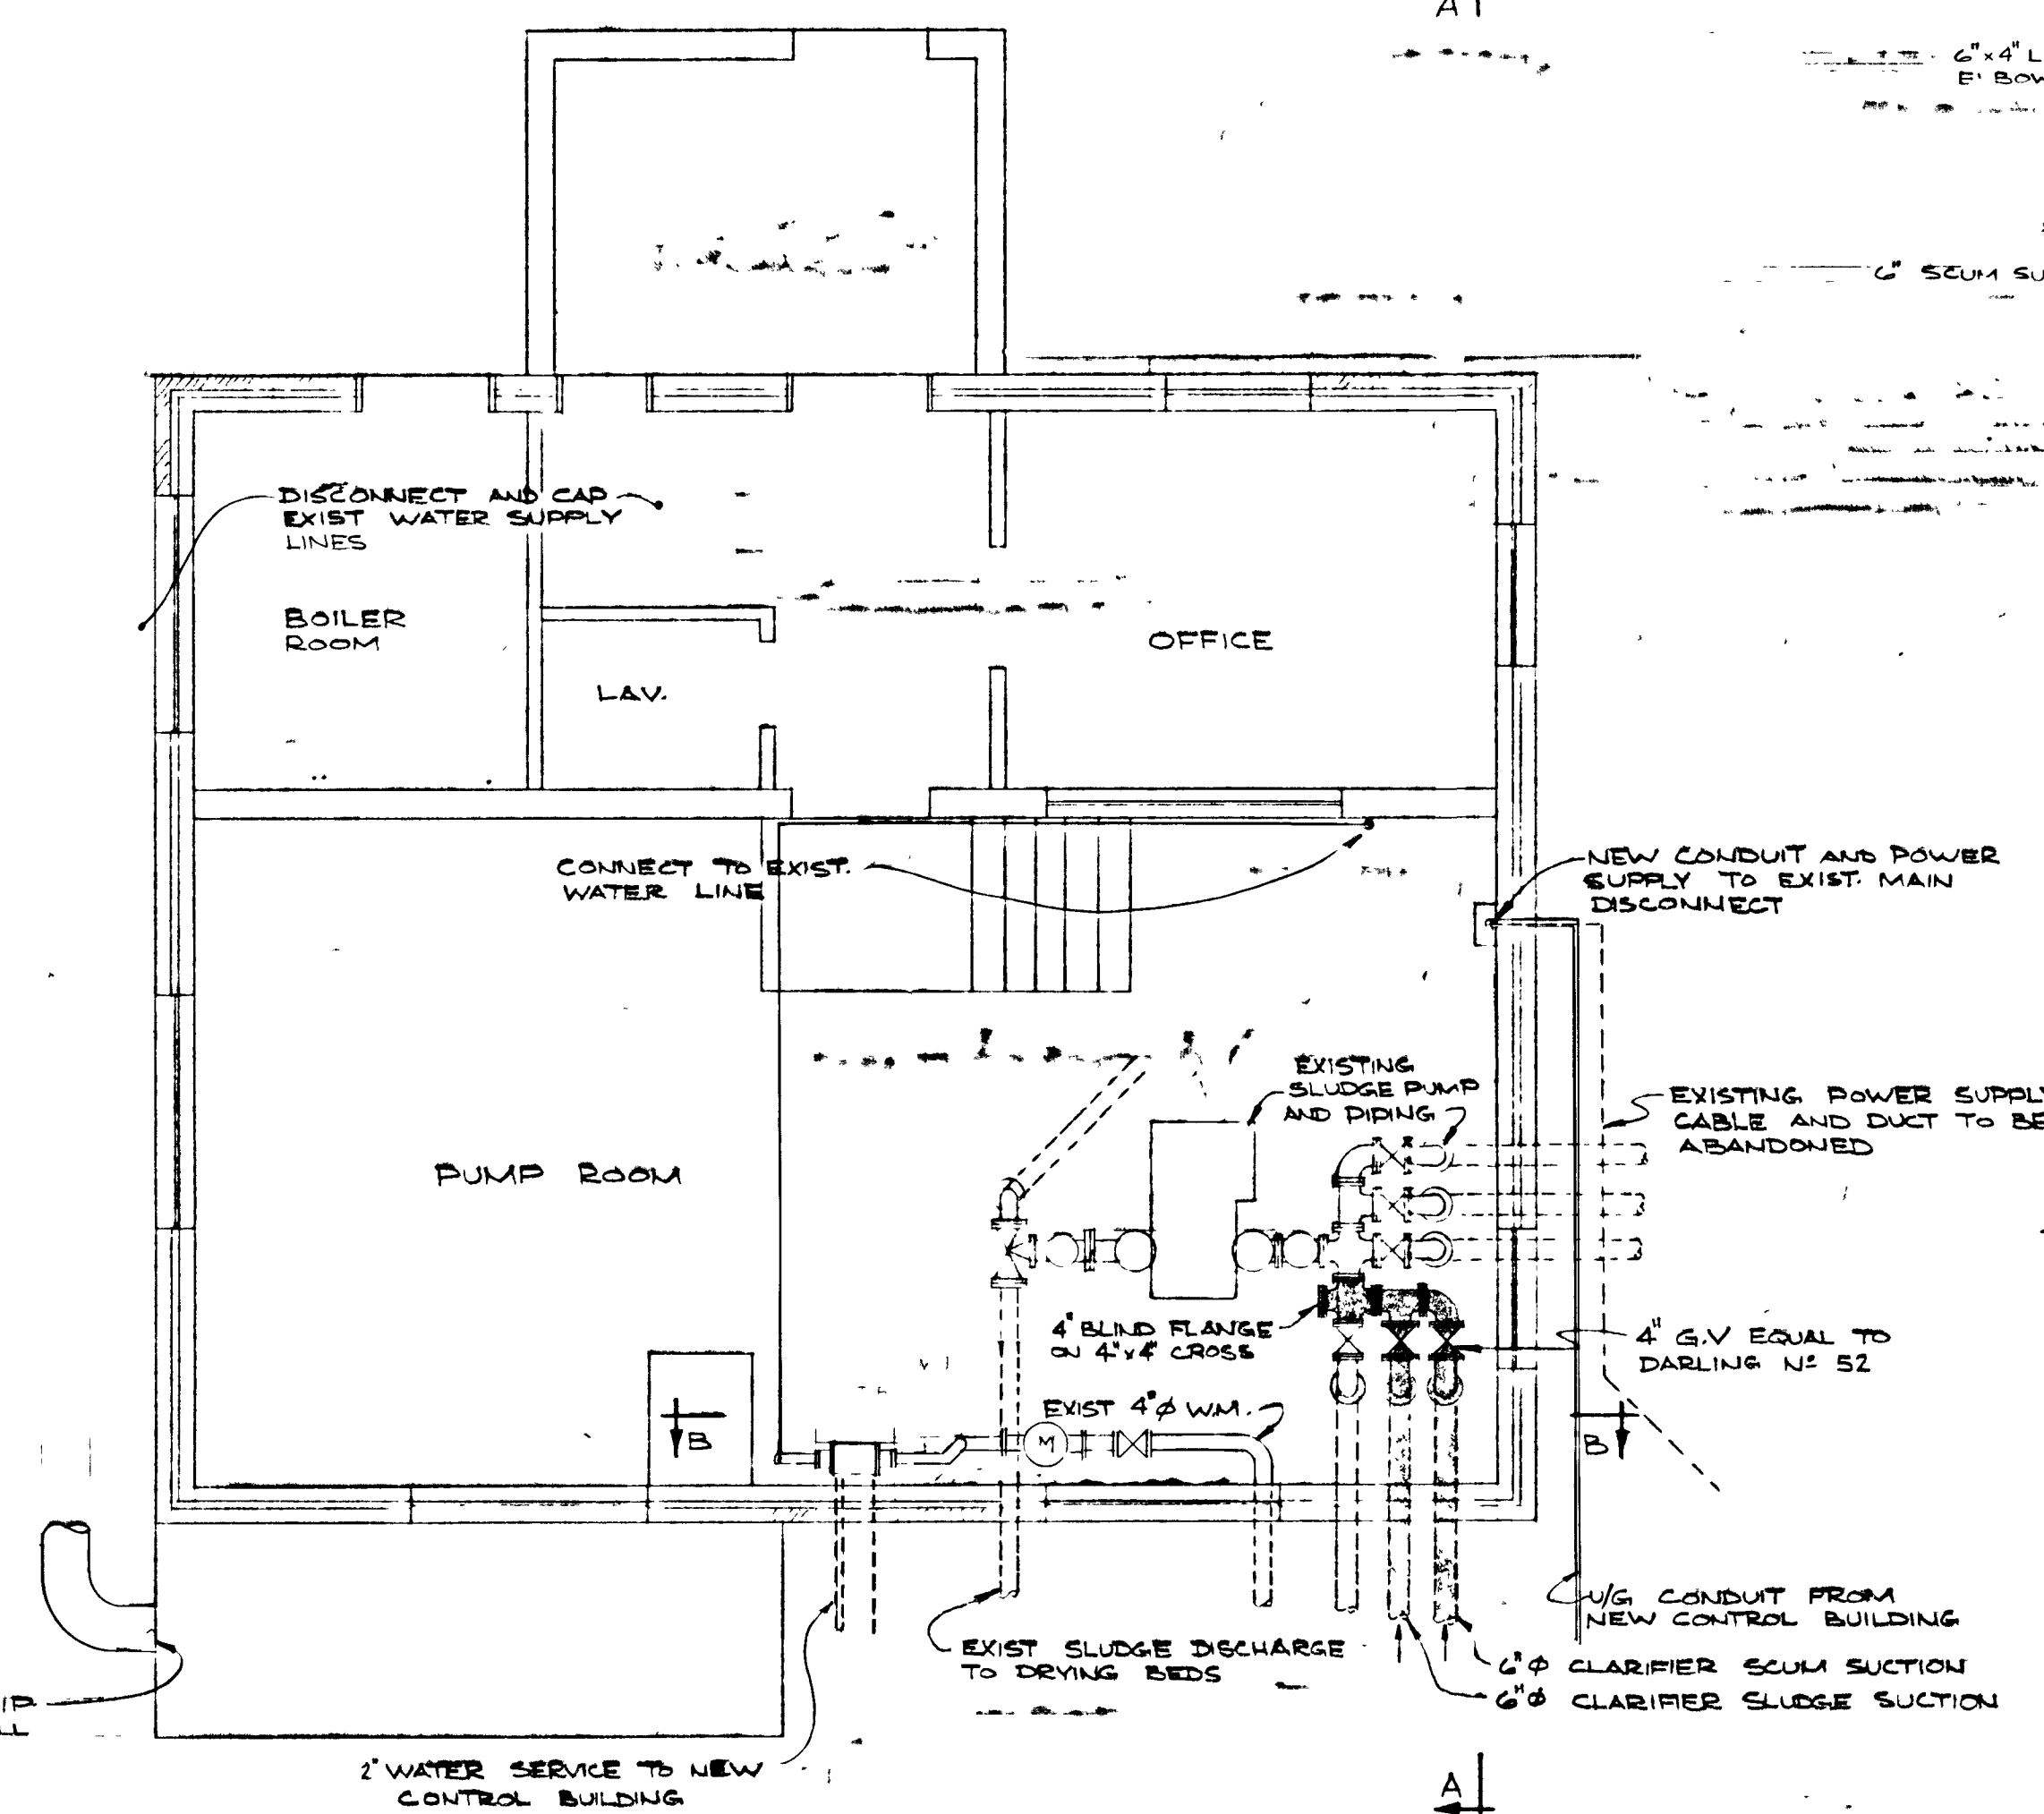 A
6"x4" L
E' BOW
6" SCUM SU
DISCONNECT AND CAP
EXIST WATER SUPPLY
LINES
BOILER
ROOM
LAV.
OFFICE
CONNECT TO EXIST.
WATER LINE
NEW CONDUIT AND POWER
SUPPLY TO EXIST. MAIN
DISCONNECT
EXISTING
SLUDGE PUMP
AND PIPING
EXISTING POWER SUPPLY
CABLE AND DUCT TO BE
ABANDONED
PUMP ROOM
4" BLIND FLANGE
ON 4"x4" CROSS
4" G.V EQUAL TO
DARLING Nº 52
EXIST 4"Ø W.M.
M
B
B
U/G CONDUIT FROM
NEW CONTROL BUILDING
EXIST SLUDGE DISCHARGE
TO DRYING BEDS
6"Ø CLARIFIER SCUM SUCTION
6"Ø CLARIFIER SLUDGE SUCTION
IP
LL
2" WATER SERVICE TO NEW
CONTROL BUILDING
A